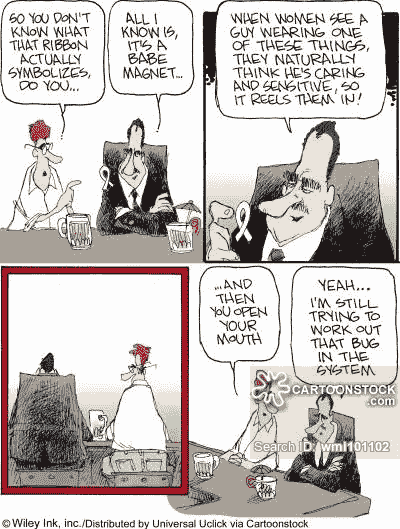 SO YOU DON'T
KNOW WHAT
THAT RIBBON
ACTUALLY
SYMBOLIZES,
DO YOU...
ALL I
KNOW IS,
IT'S A
BABE
MAGNET...
WHEN WOMEN SEE A
GUY WEARING ONE
OF THESE THINGS,
THEY NATURALLY
THINK HE'S CARING
AND SENSITIVE, SO
IT REELS THEM IN!
...AND
THEN
YOU OPEN
YOUR
MOUTH
YEAH...
I'M STILL
TRYING TO
WORK OUT
THAT BUG
IN THE
SYSTEM
CARTOONSTOCK
.com
Search ID: wml101102
© Wiley Ink, inc./Distributed by Universal Uclick via Cartoonstock